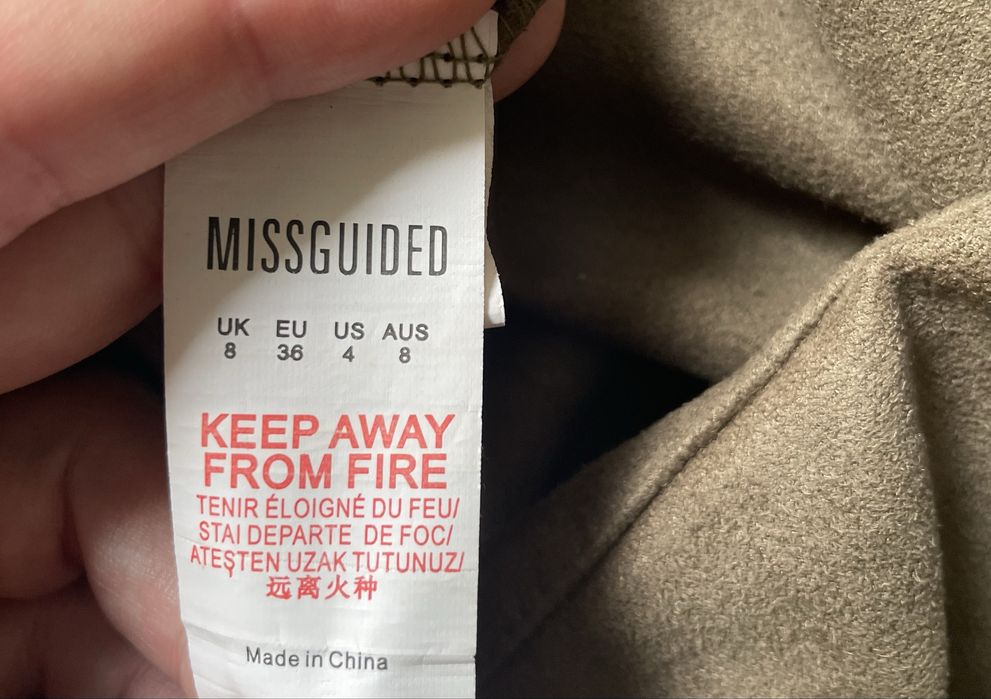 MISSGUIDED
UK EU US AUS
8 36 4 8
KEEP AWAY
FROM FIRE
TENIR ÉLOIGNÉ DU FEU/
STAI DEPARTE DE FOC/
ATEŞTEN UZAK TUTUNUZ/
远离火种
Made in China